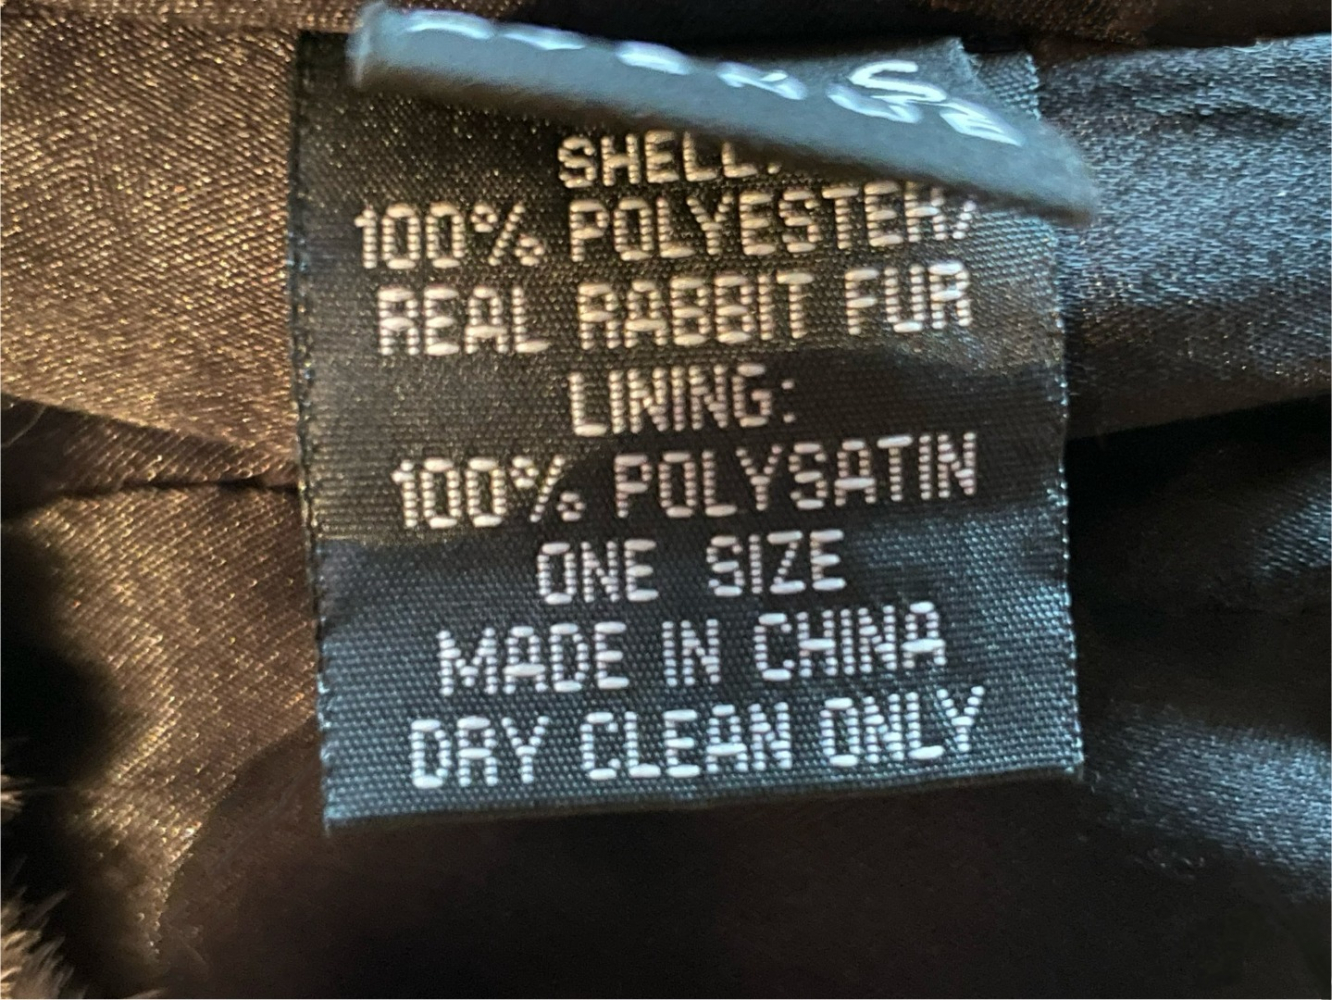 SHELL:
100% POLYESTER/
REAL RABBIT FUR
LINING:
100% POLYSATIN
ONE SIZE
MADE IN CHINA
DRY CLEAN ONLY